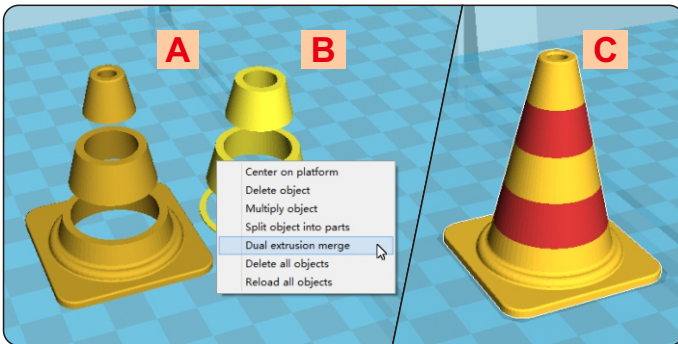 A
B
C
Center on platform
Delete object
Multiply object
Split object into parts
Dual extrusion merge
Delete all objects
Reload all objects